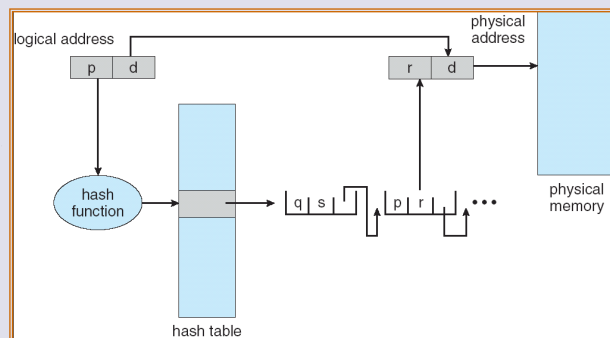 logical address
physical
address
p d
r d
hash
function
q s
p r
•••
physical
memory
hash table